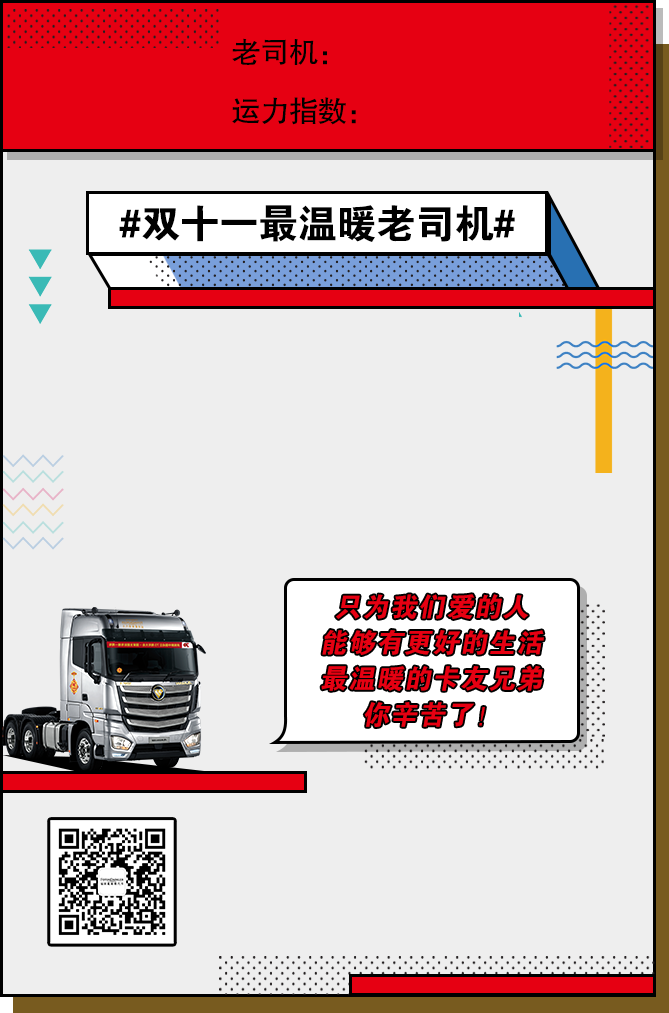 老司机：
运力指数：
#双十一最温暖老司机#
只为我们爱的人
能够有更好的生活
最温暖的卡友兄弟
你辛苦了！